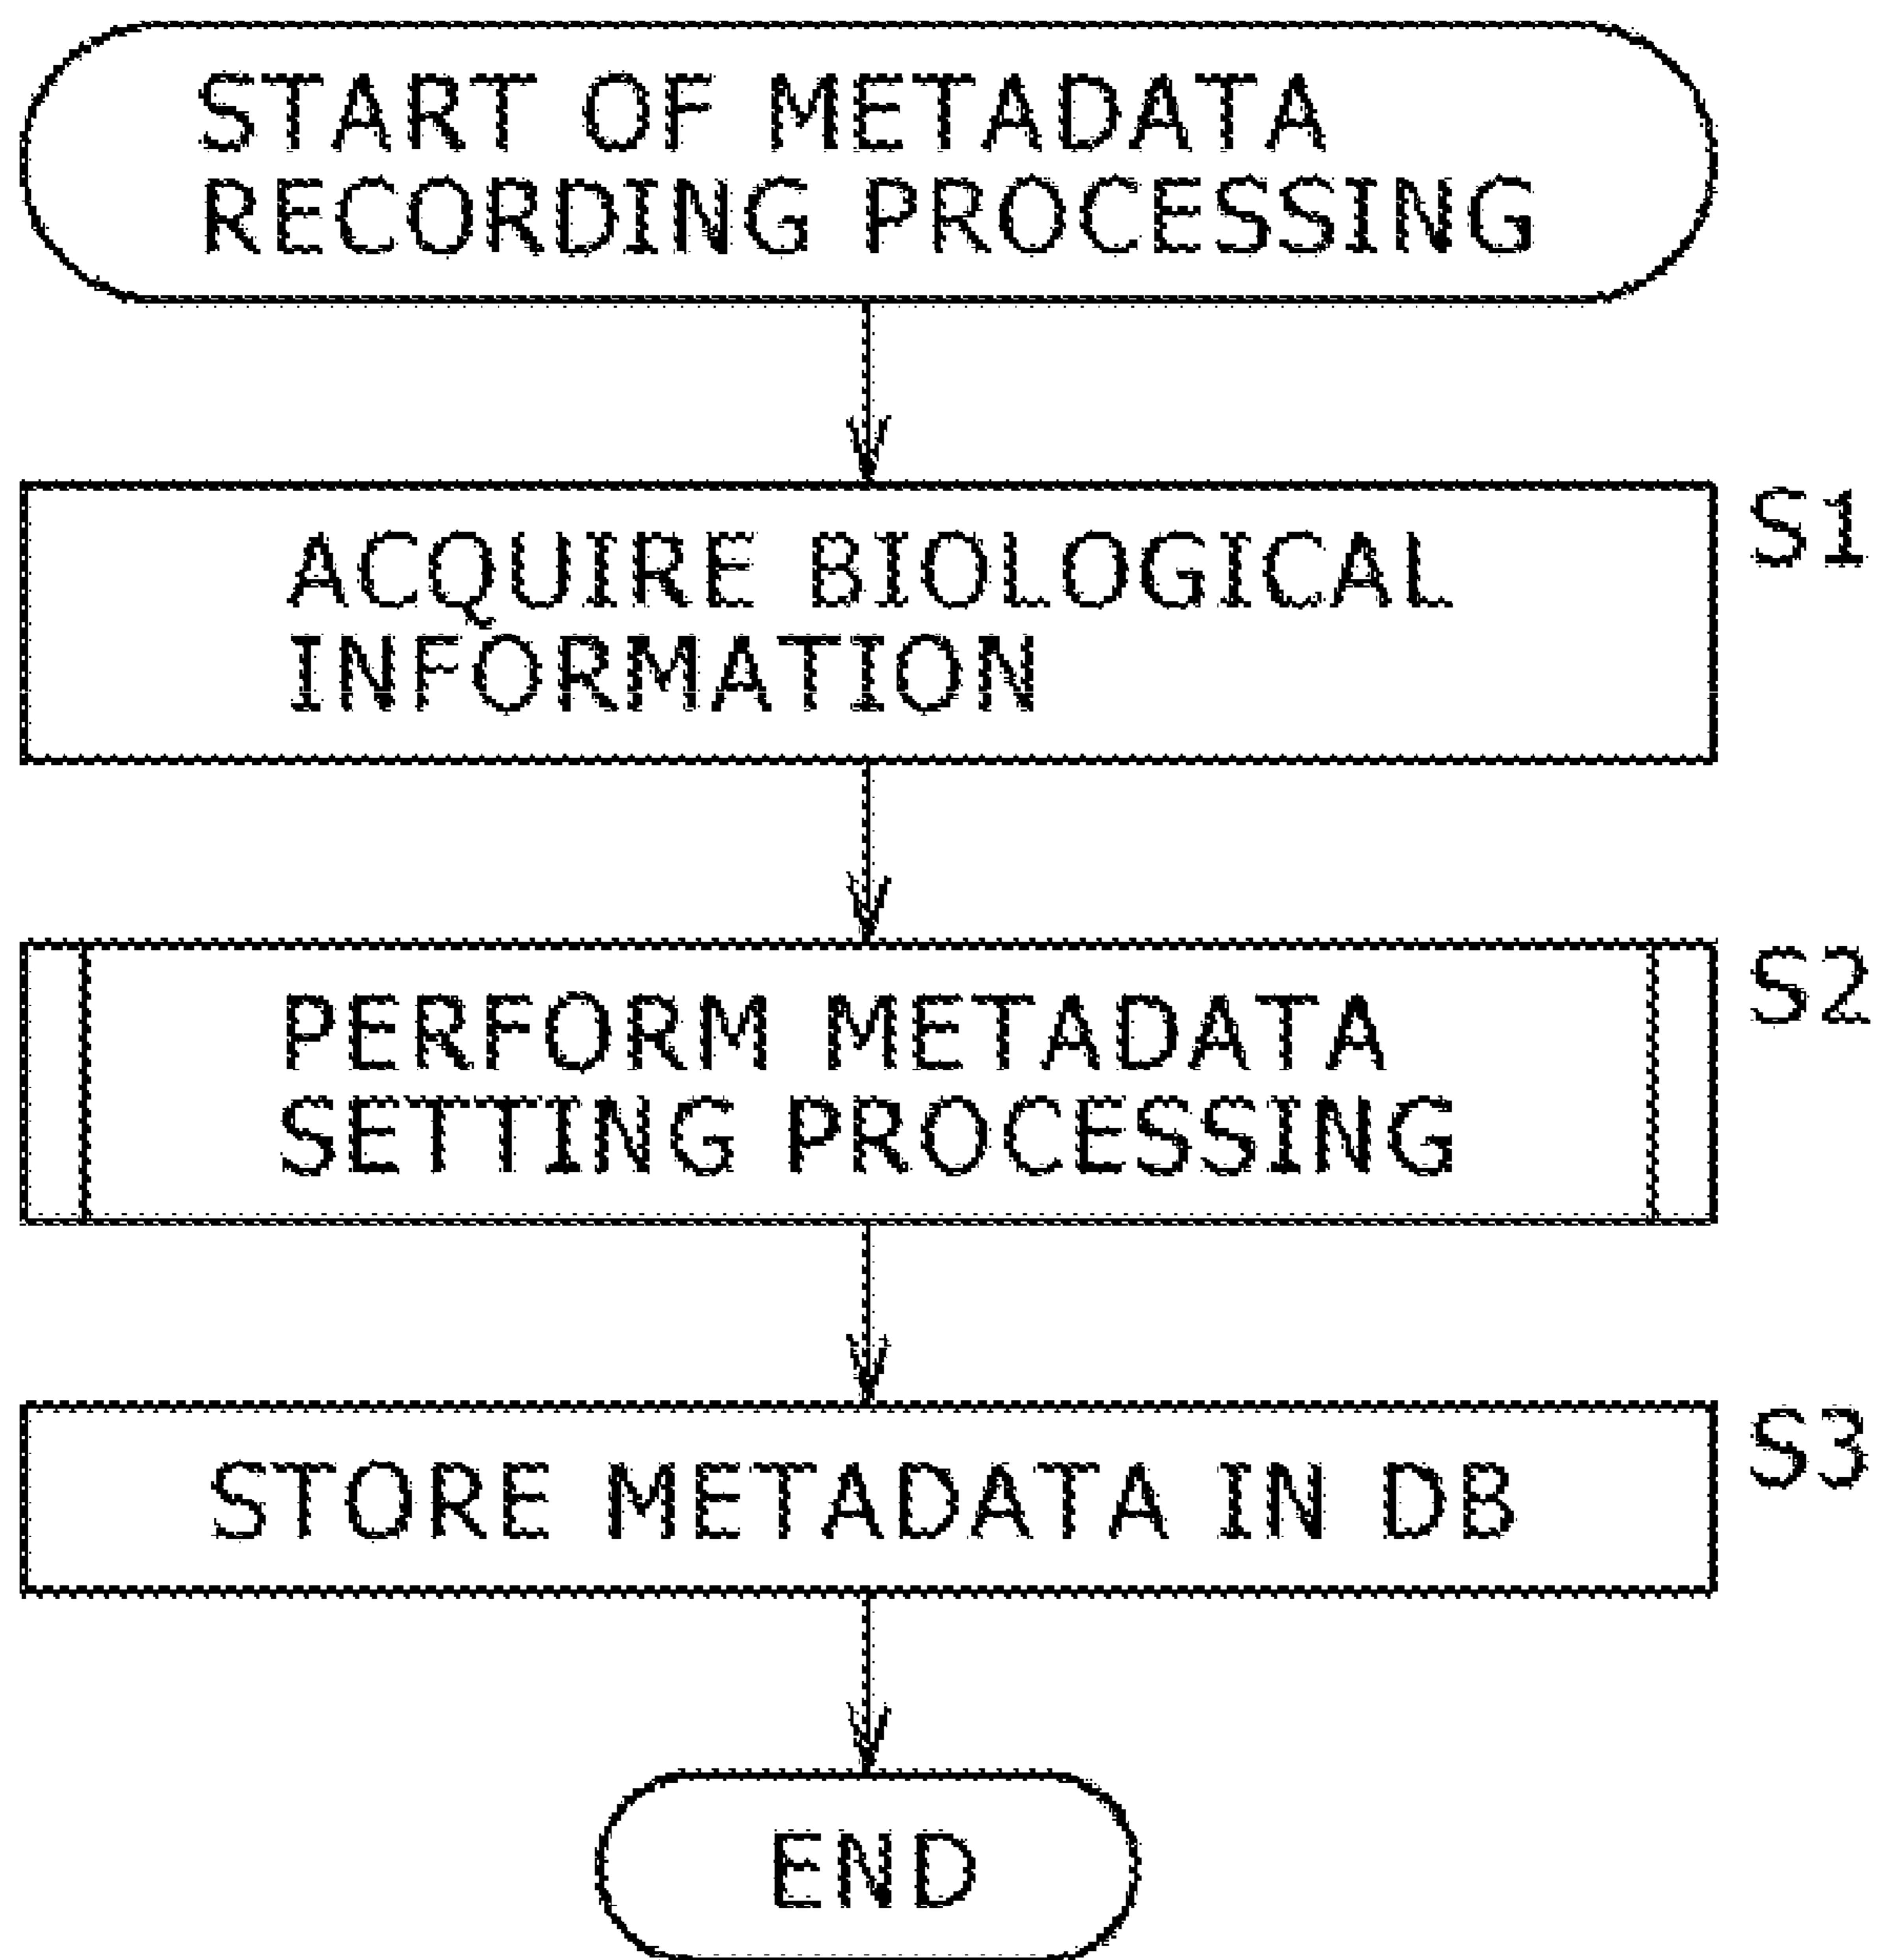 START OF METADATA
RECORDING PROCESSING
ACQUIRE BIOLOGICAL
INFORMATION
S1
PERFORM METADATA
SETTING PROCESSING
S2
STORE METADATA IN DB
S3
END